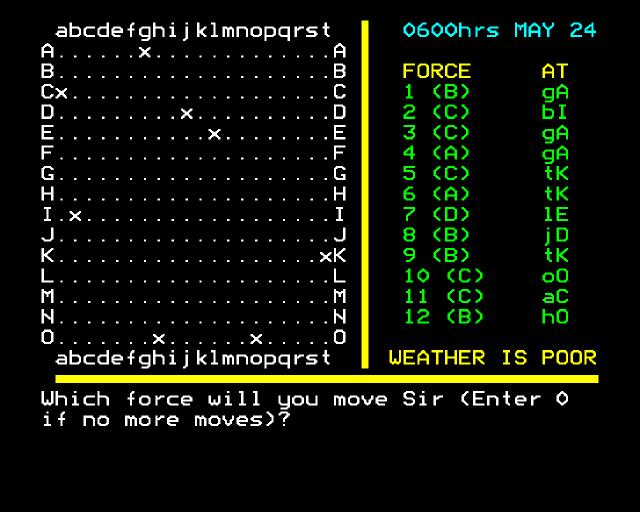 abcdefghijklmnopqrst 0600hrs MAY 24
A......x.............A
B....................B FORCE AT
Cx...................C 1 (B) gA
D.........x..........D 2 (C) bI
E...........x........E 3 (C) gA
F....................F 4 (A) gA
G....................G 5 (C) tK
H....................H 6 (A) tK
I.x..................I 7 (D) lE
J....................J 8 (B) jD
K...................xK 9 (B) tK
L....................L 10 (C) oO
M....................M 11 (C) aC
N....................N 12 (B) hO
O.......x......x.....O
abcdefghijklmnopqrst WEATHER IS POOR
Which force will you move Sir (Enter 0
if no more moves)?